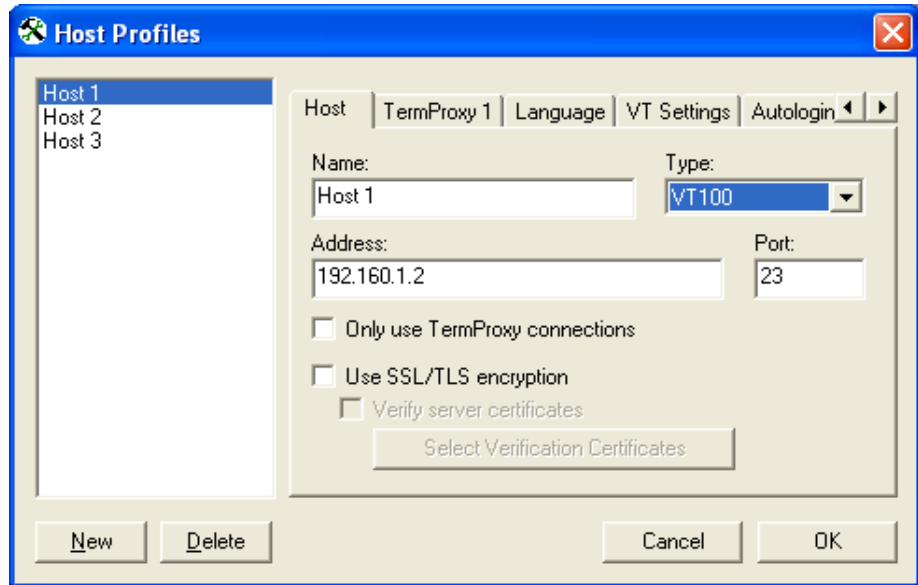 Host Profiles
Host 1
Host 2
Host 3
Host TermProxy 1 Language VT Settings Autologin
Name: Type:
Host 1 VT100
Address: Port:
192.160.1.2 23
Only use TermProxy connections
Use SSL/TLS encryption
Verify server certificates
Select Verification Certificates
New Delete Cancel OK